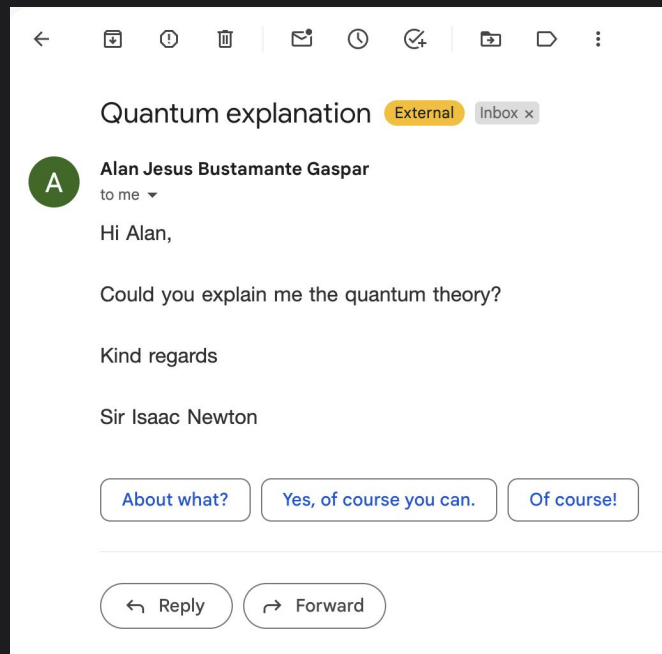 Quantum explanation External Inbox ×
A
Alan Jesus Bustamante Gaspar
to me
Hi Alan,
Could you explain me the quantum theory?
Kind regards
Sir Isaac Newton
About what? Yes, of course you can. Of course!
Reply Forward